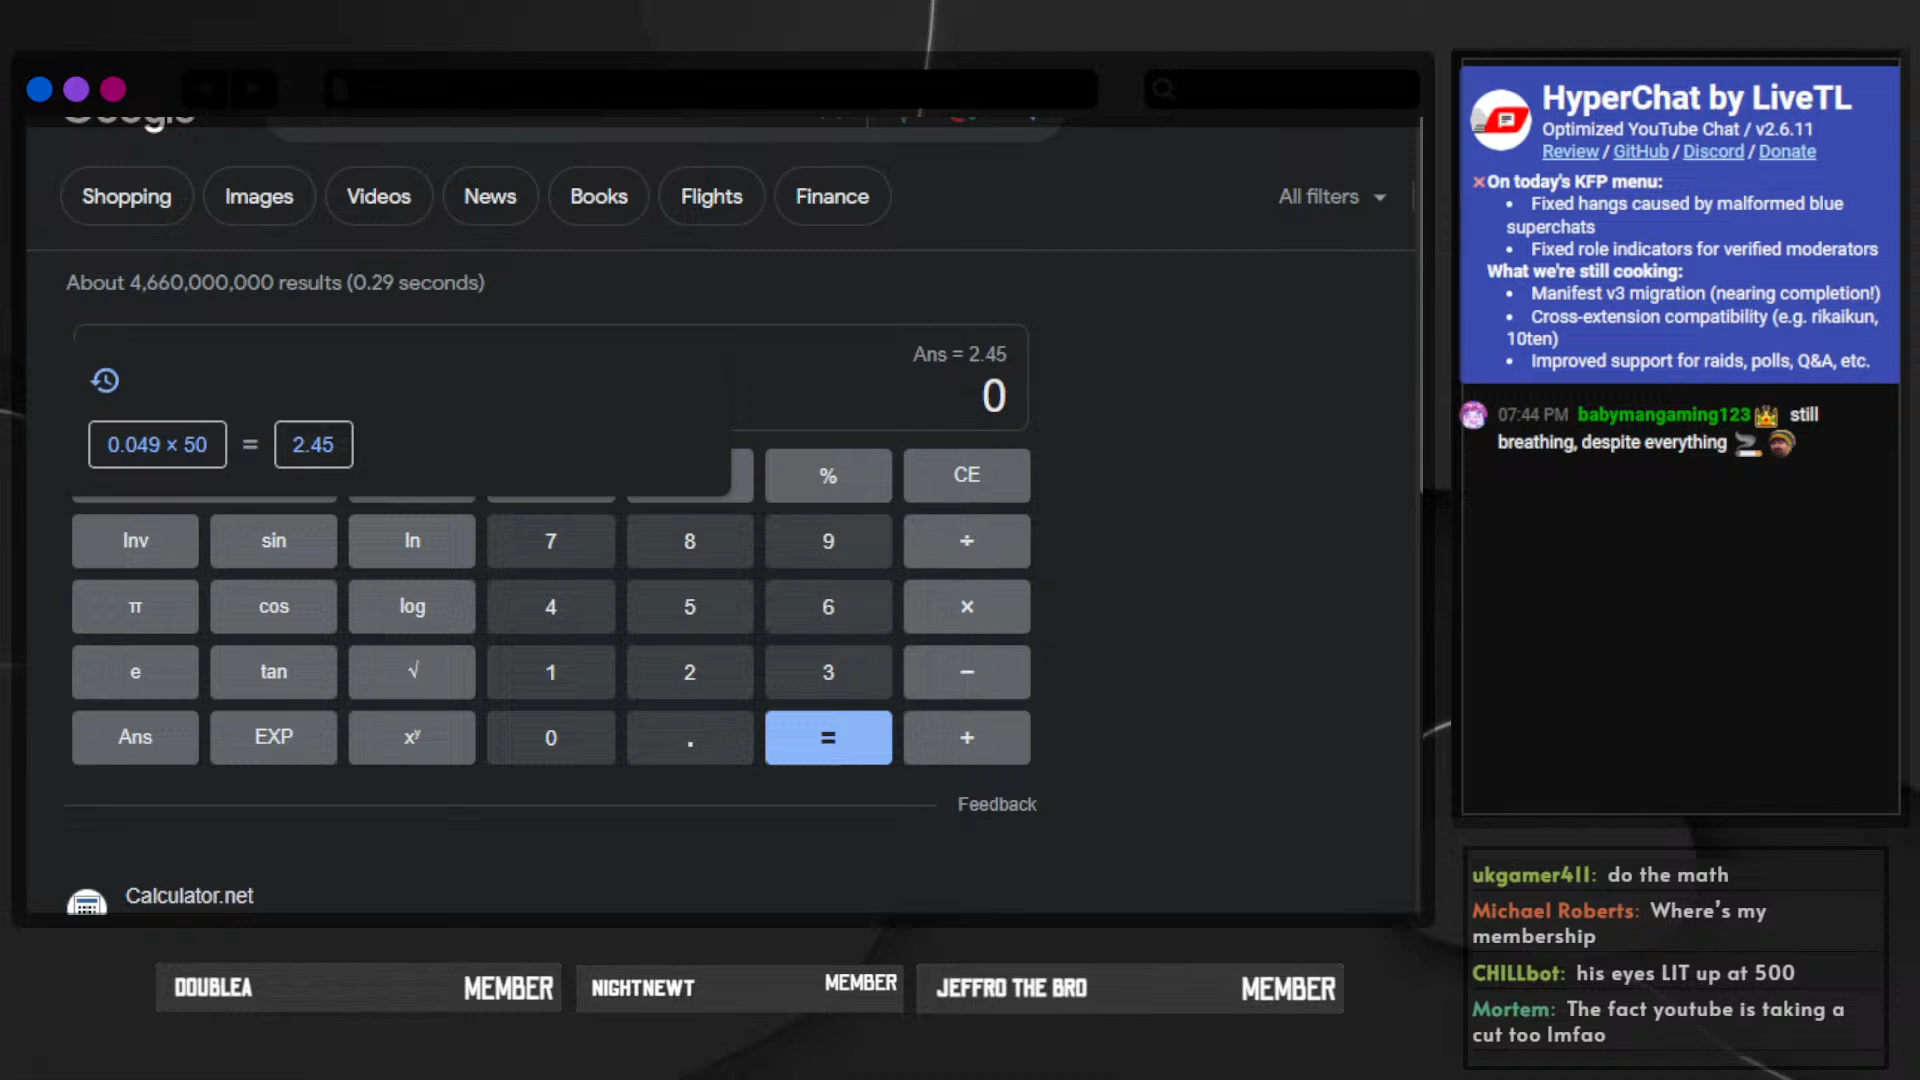 Google
Shopping
Images
Videos
News
Books
Flights
Finance
All filters
About 4,660,000,000 results (0.29 seconds)
Ans = 2.45
0
0.049 × 50 = 2.45
% CE
Inv sin ln 7 8 9 ÷
π cos log 4 5 6 ×
e tan √ 1 2 3 −
Ans EXP xʸ 0 . = +
Feedback
Calculator.net
DOUBLEA MEMBER
NIGHTNEWT MEMBER
JEFFRO THE BRO MEMBER
HyperChat by LiveTL
Optimized YouTube Chat / v2.6.11
Review / GitHub / Discord / Donate
On today's KFP menu:
• Fixed hangs caused by malformed blue
superchats
• Fixed role indicators for verified moderators
What we're still cooking:
• Manifest v3 migration (nearing completion!)
• Cross-extension compatibility (e.g. rikaikun,
10ten)
• Improved support for raids, polls, Q&A, etc.
07:44 PM babymangaming123 still
breathing, despite everything
ukgamer411: do the math
Michael Roberts: Where's my
membership
CHILLbot: his eyes LIT up at 500
Mortem: The fact youtube is taking a
cut too lmfao